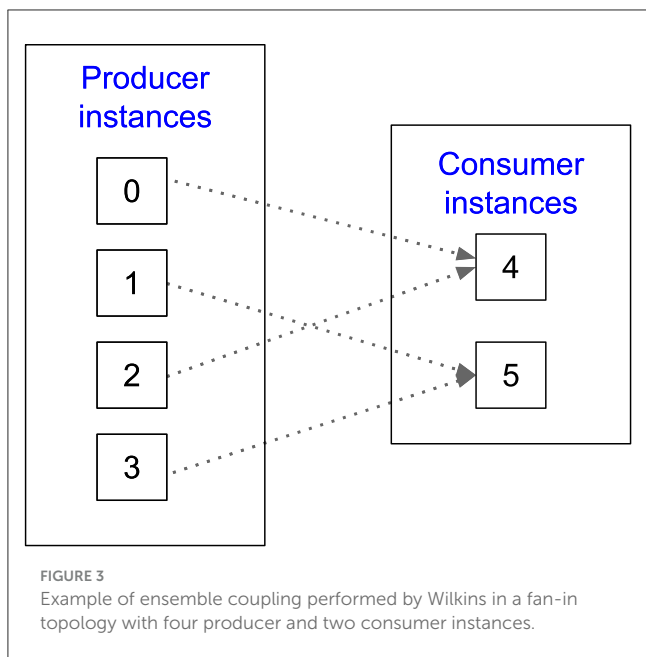 Producer
instances
0
1
2
3
Consumer
instances
4
5
FIGURE 3
Example of ensemble coupling performed by Wilkins in a fan-in
topology with four producer and two consumer instances.